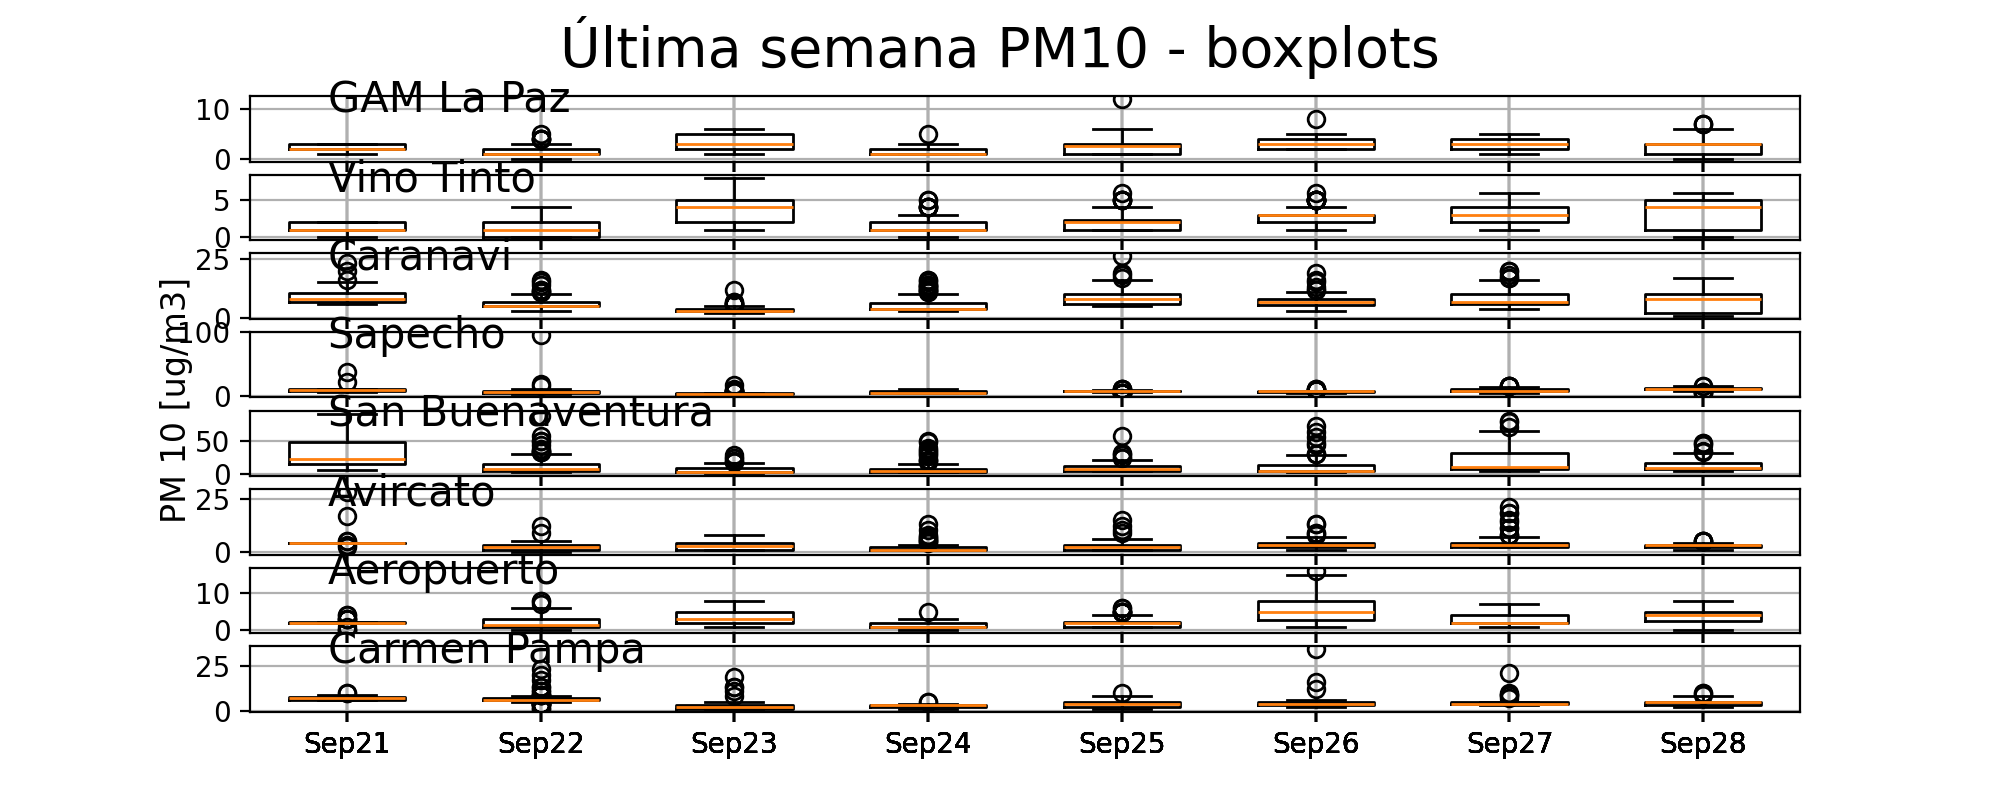 Última semana PM10 - boxplots
GAM La Paz
10
0
Vino Tinto
5
0
Caranavi
25
0
Sapecho
100
0
San Buenaventura
50
0
Avircato
25
0
Aeropuerto
10
0
Carmen Pampa
25
0
PM 10 [ug/m3]
Sep21 Sep22 Sep23 Sep24 Sep25 Sep26 Sep27 Sep28